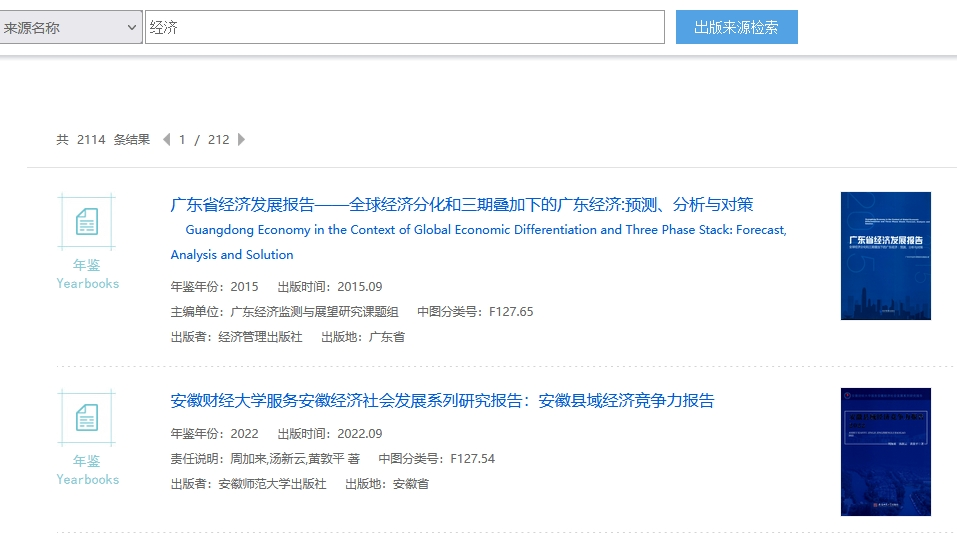 来源名称 经济 出版来源检索
共 2114 条结果 1 / 212
广东省经济发展报告——全球经济分化和三期叠加下的广东经济:预测、分析与对策
Guangdong Economy in the Context of Global Economic Differentiation and Three Phase Stack: Forecast,
Analysis and Solution
年鉴
Yearbooks
年鉴年份：2015 出版时间：2015.09
主编单位：广东经济监测与展望研究课题组 中图分类号：F127.65
出版者：经济管理出版社 出版地：广东省
广东省经济发展报告
安徽财经大学服务安徽经济社会发展系列研究报告：安徽县域经济竞争力报告
年鉴
Yearbooks
年鉴年份：2022 出版时间：2022.09
责任说明：周加来,汤新云,黄敦平 著 中图分类号：F127.54
出版者：安徽师范大学出版社 出版地：安徽省